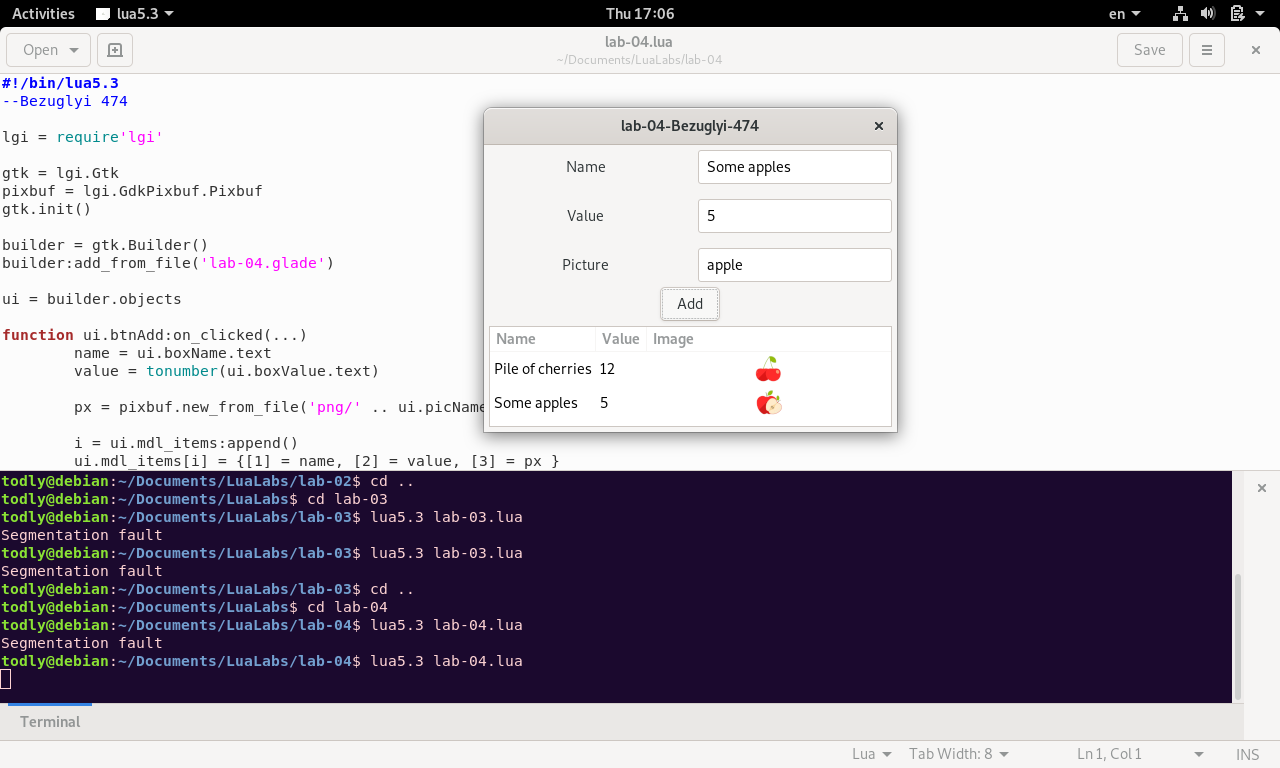 Activities lua5.3 Thu 17:06 en
Open lab-04.lua Save
~/Documents/LuaLabs/lab-04
#!/bin/lua5.3
--Bezuglyi 474
lgi = require'lgi'
gtk = lgi.Gtk
pixbuf = lgi.GdkPixbuf.Pixbuf
gtk.init()
builder = gtk.Builder()
builder:add_from_file('lab-04.glade')
ui = builder.objects
function ui.btnAdd:on_clicked(...)
name = ui.boxName.text
value = tonumber(ui.boxValue.text)
px = pixbuf.new_from_file('png/' .. ui.picName
i = ui.mdl_items:append()
ui.mdl_items[i] = {[1] = name, [2] = value, [3] = px }
lab-04-Bezuglyi-474
Name Some apples
Value 5
Picture apple
Add
Name Value Image
Pile of cherries 12
Some apples 5
todly@debian:~/Documents/LuaLabs/lab-02$ cd ..
todly@debian:~/Documents/LuaLabs$ cd lab-03
todly@debian:~/Documents/LuaLabs/lab-03$ lua5.3 lab-03.lua
Segmentation fault
todly@debian:~/Documents/LuaLabs/lab-03$ lua5.3 lab-03.lua
Segmentation fault
todly@debian:~/Documents/LuaLabs/lab-03$ cd ..
todly@debian:~/Documents/LuaLabs$ cd lab-04
todly@debian:~/Documents/LuaLabs/lab-04$ lua5.3 lab-04.lua
Segmentation fault
todly@debian:~/Documents/LuaLabs/lab-04$ lua5.3 lab-04.lua
Terminal
Lua Tab Width: 8 Ln 1, Col 1 INS